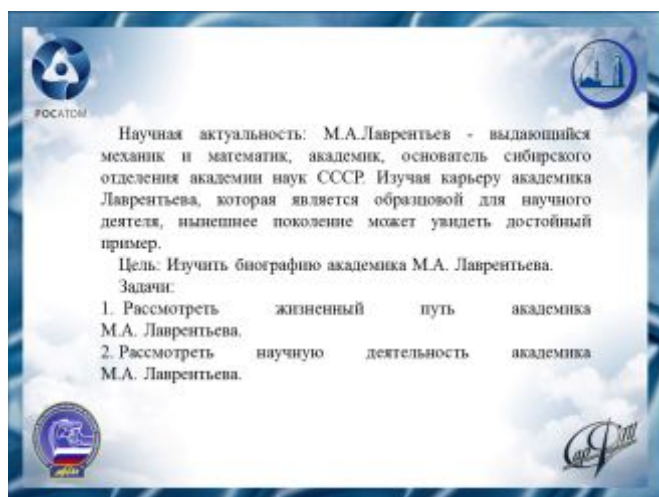 РОСАТОМ
Научная актуальность: М.А.Лаврентьев - выдающийся
механик и математик, академик, основатель сибирского
отделения академии наук СССР. Изучая карьеру академика
Лаврентьева, которая является образцовой для научного
деятеля, нынешнее поколение может увидеть достойный
пример.
Цель: Изучить биографию академика М.А. Лаврентьева.
Задачи:
1. Рассмотреть жизненный путь академика
М.А. Лаврентьева.
2. Рассмотреть научную деятельность академика
М.А. Лаврентьева.